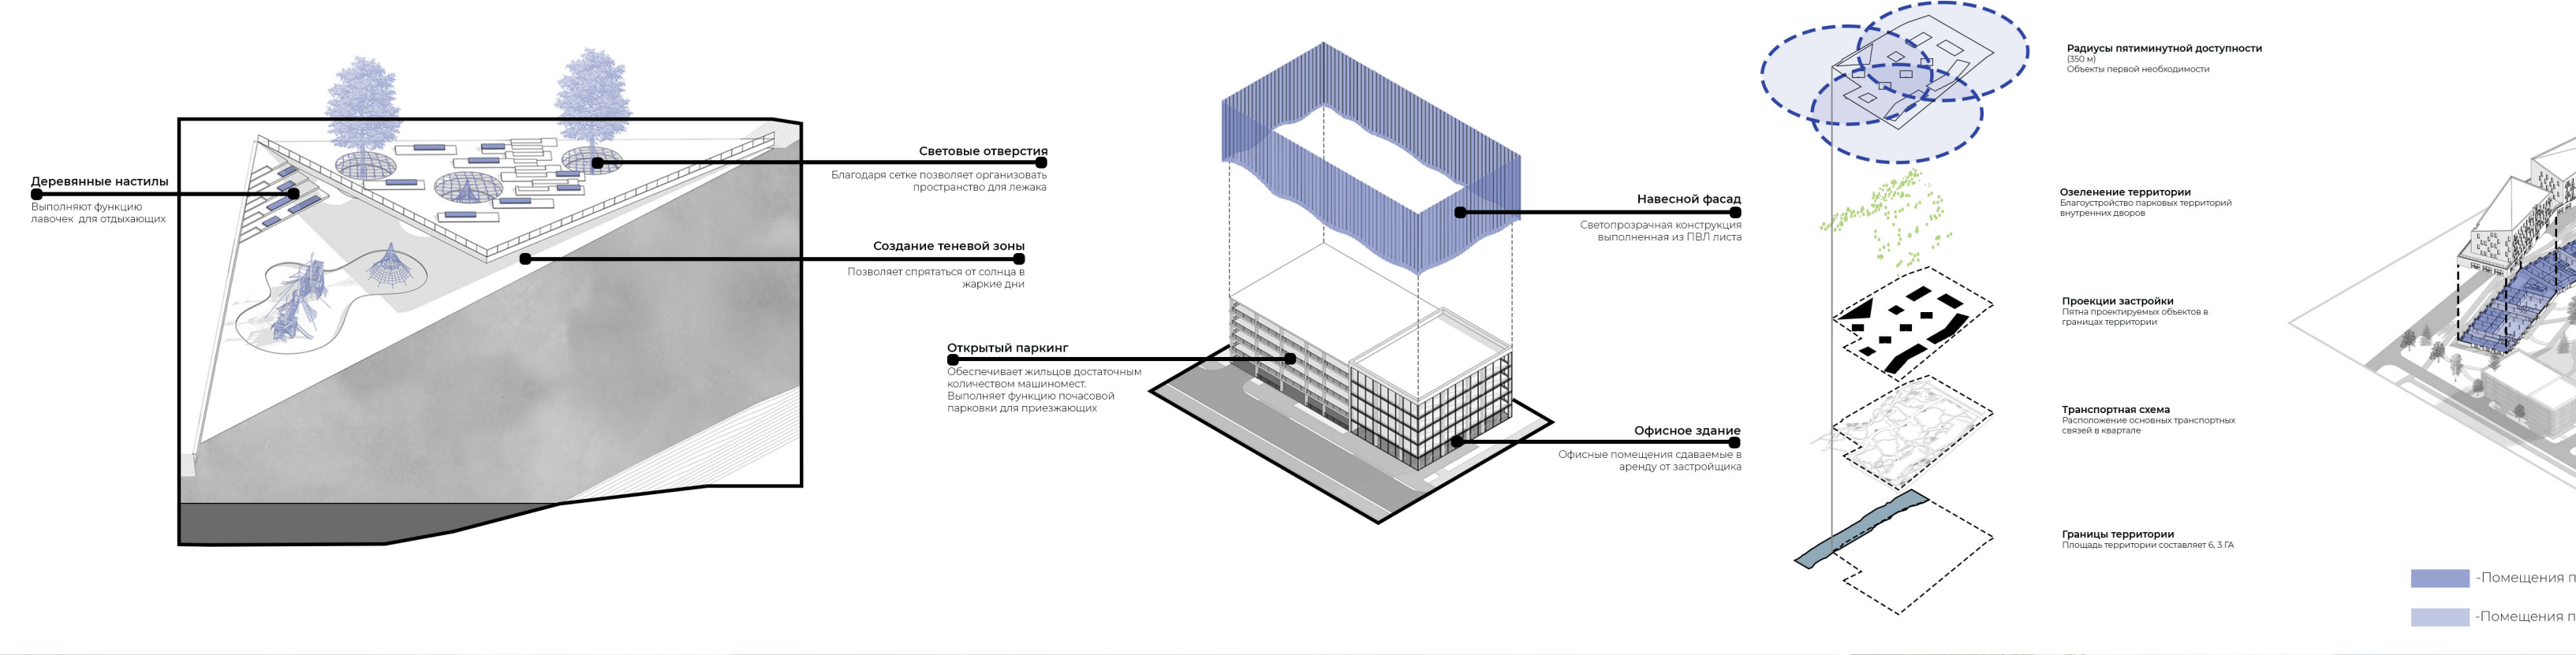 Деревянные настилы
Выполняют функцию
лавочек для отдыхающих
Световые отверстия
Благодаря сетке позволяет организовать
пространство для лежака
Создание теневой зоны
Позволяет спрятаться от солнца в
жаркие дни
Открытый паркинг
Обеспечивает жильцов достаточным
количеством машиномест.
Выполняет функцию почасовой
парковки для приезжающих
Навесной фасад
Светопрозрачная конструкция
выполненная из ПВЛ листа
Офисное здание
Офисные помещения сдаваемые в
аренду от застройщика
Радиусы пятиминутной доступности
(350 м)
Объекты первой необходимости
Озеленение территории
Благоустройство парковых территорий
внутренних дворов
Проекции застройки
Пятна проектируемых объектов в
границах территории
Транспортная схема
Расположение основных транспортных
связей в квартале
Границы территории
Площадь территории составляет 6, 3 ГА
-Помещения п
-Помещения п